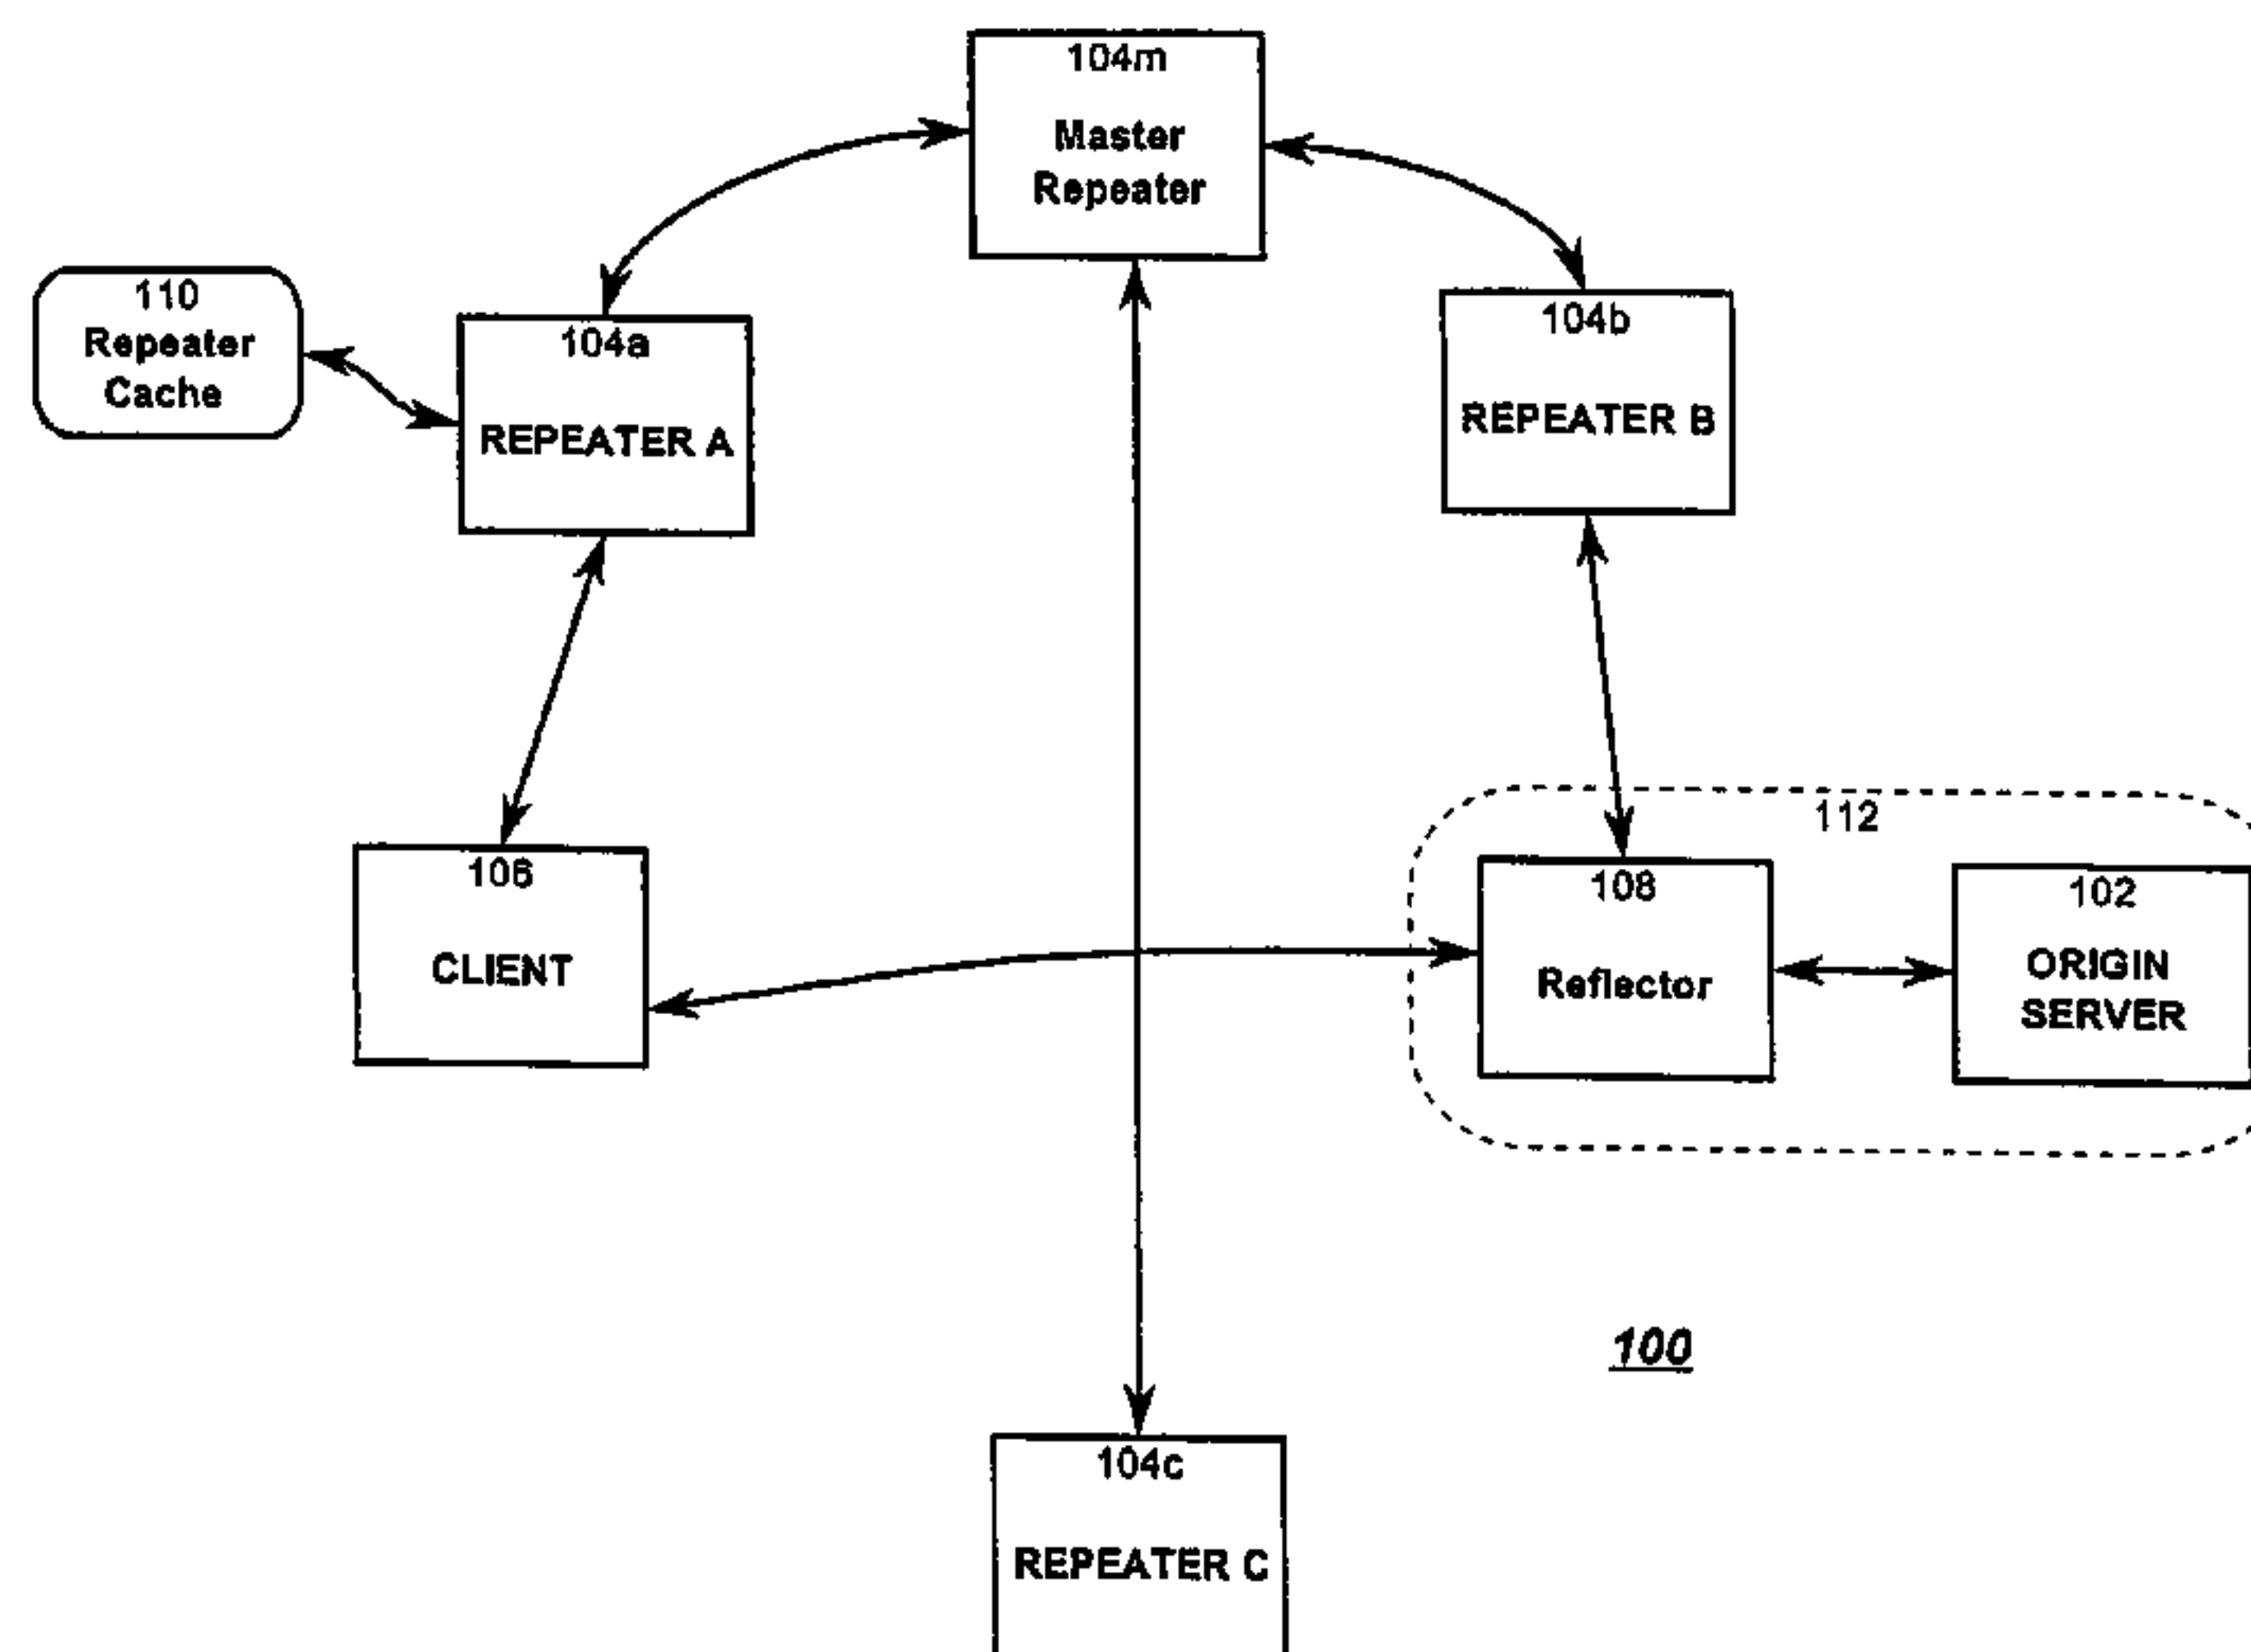 104m
Master
Repeater
110
Repeater
Cache
104a
REPEATER A
104b
REPEATER B
106
CLIENT
112
108
Reflector
102
ORIGIN
SERVER
100
104c
REPEATER C